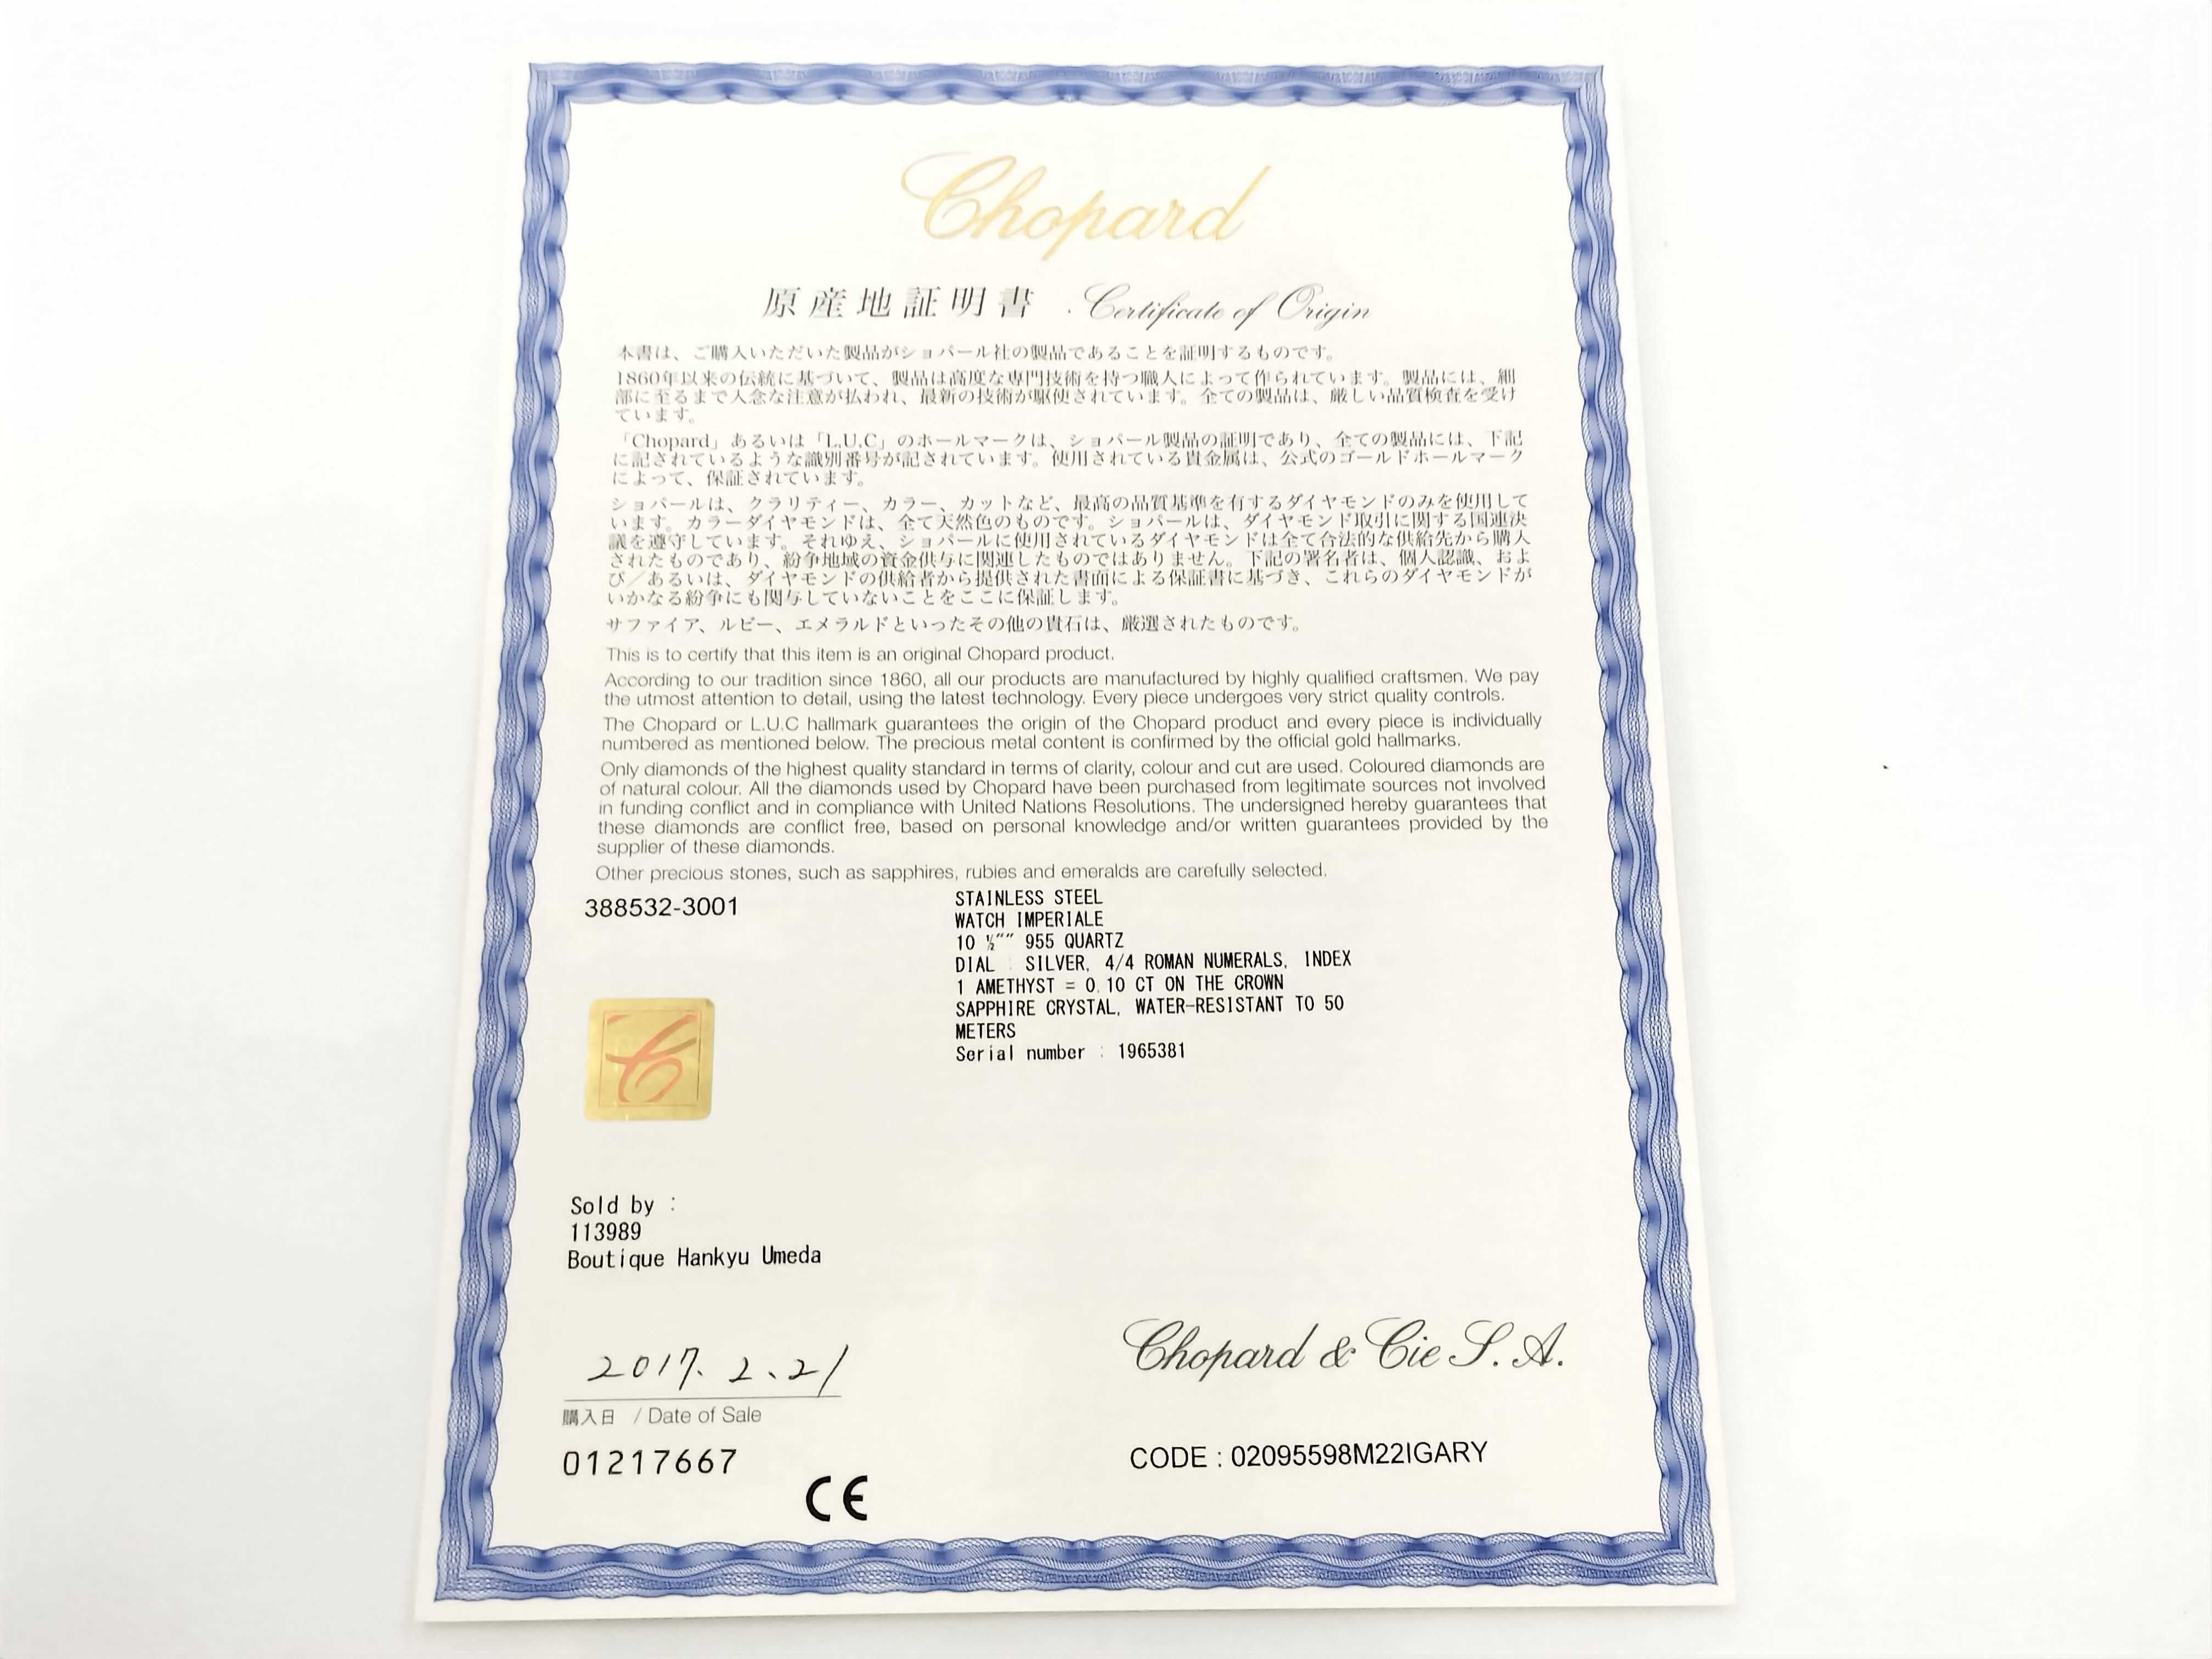 Chopard
原産地証明書 . Certificate of Origin
本書は、ご購入いただいた製品がショパール社の製品であることを証明するものです。
1860年以来の伝統に基づいて、製品は高度な専門技術を持つ職人によって作られています。製品には、細
部に至るまで入念な注意が払われ、最新の技術が駆使されています。全ての製品は、厳しい品質検査を受け
ています。
「Chopard」あるいは「L.U.C」のホールマークは、ショパール製品の証明であり、全ての製品には、下記
に記されているような識別番号が記されています。使用されている貴金属は、公式のゴールドホールマーク
によって、保証されています。
ショパールは、クラリティー、カラー、カットなど、最高の品質基準を有するダイヤモンドのみを使用して
います。カラーダイヤモンドは、全て天然色のものです。ショパールは、ダイヤモンド取引に関する国連決
議を遵守しています。それゆえ、ショパールに使用されているダイヤモンドは全て合法的な供給先から購入
されたものであり、紛争地域の資金供与に関連したものではありません。下記の署名者は、個人認識、およ
び／あるいは、ダイヤモンドの供給者から提供された書面による保証書に基づき、これらのダイヤモンドが
いかなる紛争にも関与していないことをここに保証します。
サファイア、ルビー、エメラルドといったその他の貴石は、厳選されたものです。
This is to certify that this item is an original Chopard product.
According to our tradition since 1860, all our products are manufactured by highly qualified craftsmen. We pay
the utmost attention to detail, using the latest technology. Every piece undergoes very strict quality controls.
The Chopard or L.U.C hallmark guarantees the origin of the Chopard product and every piece is individually
numbered as mentioned below. The precious metal content is confirmed by the official gold hallmarks.
Only diamonds of the highest quality standard in terms of clarity, colour and cut are used. Coloured diamonds are
of natural colour. All the diamonds used by Chopard have been purchased from legitimate sources not involved
in funding conflict and in compliance with United Nations Resolutions. The undersigned hereby guarantees that
these diamonds are conflict free, based on personal knowledge and/or written guarantees provided by the
supplier of these diamonds.
Other precious stones, such as sapphires, rubies and emeralds are carefully selected.
388532-3001
STAINLESS STEEL
WATCH IMPERIALE
10 ½"" 955 QUARTZ
DIAL : SILVER, 4/4 ROMAN NUMERALS, INDEX
1 AMETHYST = 0.10 CT ON THE CROWN
SAPPHIRE CRYSTAL, WATER-RESISTANT TO 50
METERS
Serial number : 1965381
C
Sold by :
113989
Boutique Hankyu Umeda
2017. 2、21
購入日 / Date of Sale
01217667
CE
Chopard & Cie S. A.
CODE : 02095598M22IGARY